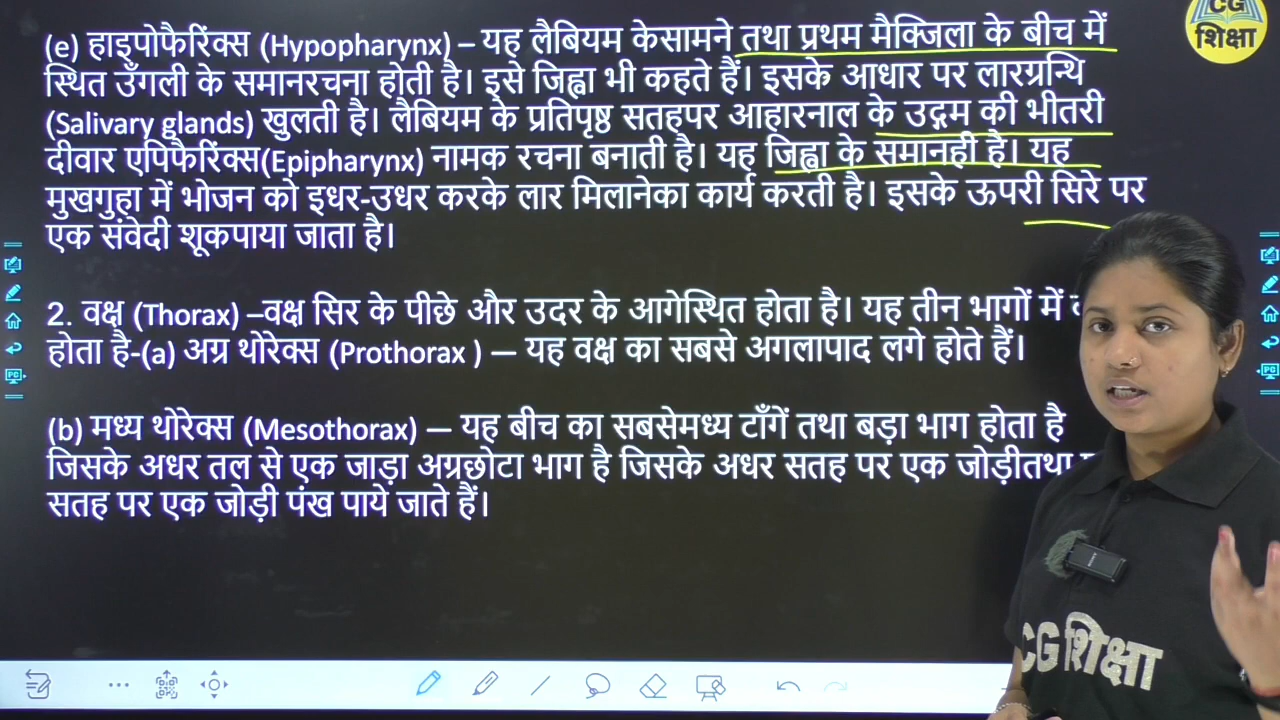 CG
शिक्षा
(e) हाइपोफैरिंक्स (Hypopharynx) – यह लैबियम केसामने तथा प्रथम मैक्जिला के बीच में
स्थित उँगली के समानरचना होती है। इसे जिह्वा भी कहते हैं। इसके आधार पर लारग्रन्थि
(Salivary glands) खुलती है। लैबियम के प्रतिपृष्ठ सतहपर आहारनाल के उद्गम की भीतरी
दीवार एपिफैरिंक्स(Epipharynx) नामक रचना बनाती है। यह जिह्वा के समानही है। यह
मुखगुहा में भोजन को इधर-उधर करके लार मिलानेका कार्य करती है। इसके ऊपरी सिरे पर
एक संवेदी शूकपाया जाता है।
2. वक्ष (Thorax) –वक्ष सिर के पीछे और उदर के आगेस्थित होता है। यह तीन भागों में
होता है-(a) अग्र थोरेक्स (Prothorax ) — यह वक्ष का सबसे अगलापाद लगे होते हैं।
(b) मध्य थोरेक्स (Mesothorax) — यह बीच का सबसेमध्य टाँगें तथा बड़ा भाग होता है
जिसके अधर तल से एक जाड़ा अग्रछोटा भाग है जिसके अधर सतह पर एक जोड़ीतथा
सतह पर एक जोड़ी पंख पाये जाते हैं।
CG शिक्षा